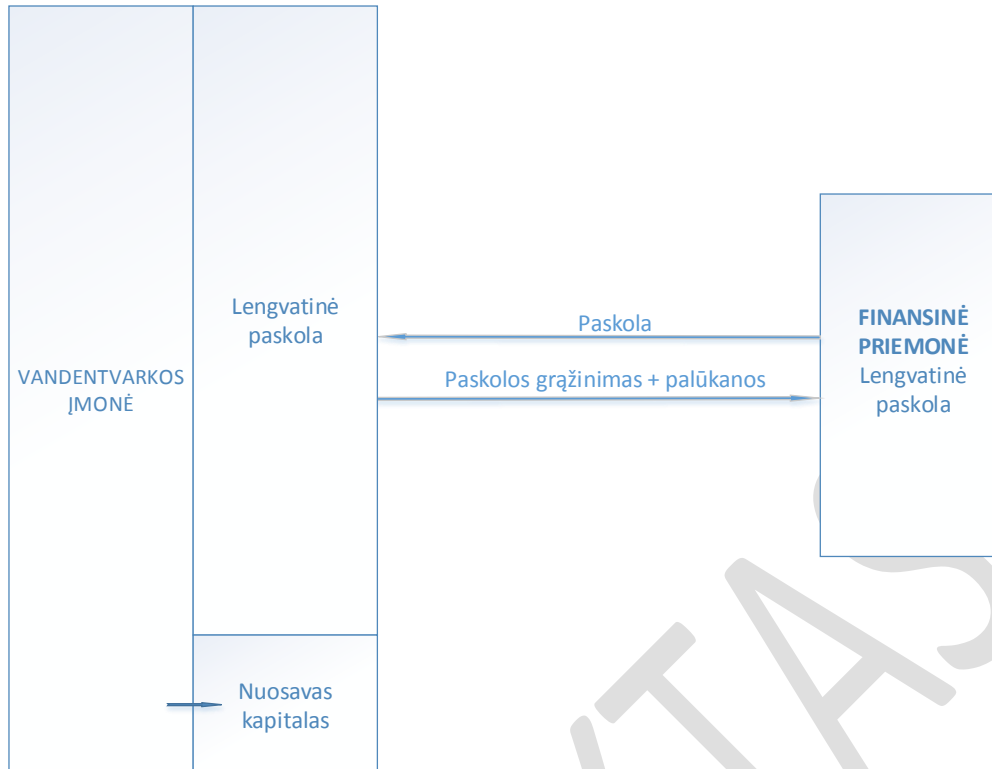 VANDENTVARKOS
ĮMONĖ
Lengvatinė
paskola
Paskola
Paskolos grąžinimas + palūkanos
FINANSINĖ
PRIEMONĖ
Lengvatinė
paskola
Nuosavas
kapitalas